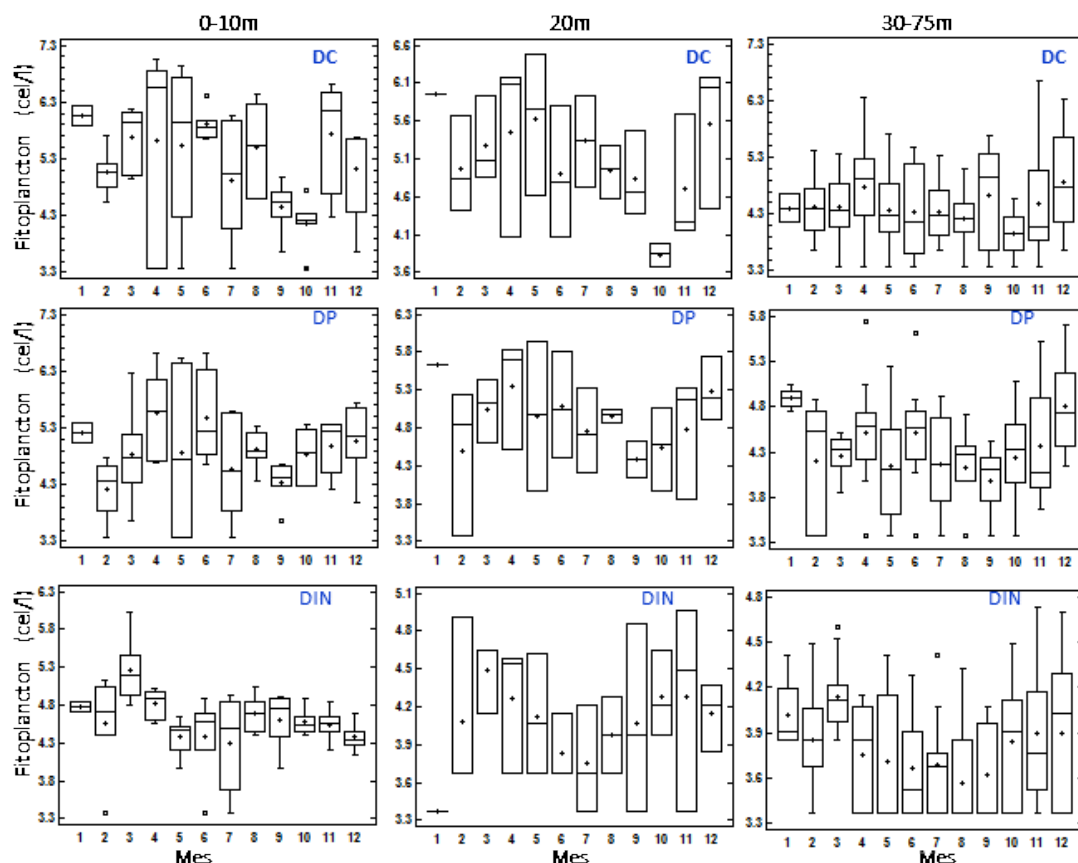 0-10m 20m 30-75m
DC DC DC
Fitoplancton (cel/l)
7.3 6.3 5.3 4.3 3.3
6.6 6.1 5.6 5.1 4.6 4.1 3.6
7.3 6.3 5.3 4.3 3.3
1 2 3 4 5 6 7 8 9 10 11 12
1 2 3 4 5 6 7 8 9 10 11 12
1 2 3 4 5 6 7 8 9 10 11 12
DP DP DP
Fitoplancton (cel/l)
7.3 6.3 5.3 4.3 3.3
6.3 5.8 5.3 4.8 4.3 3.8 3.3
5.8 5.3 4.8 4.3 3.8 3.3
1 2 3 4 5 6 7 8 9 10 11 12
1 2 3 4 5 6 7 8 9 10 11 12
1 2 3 4 5 6 7 8 9 10 11 12
DIN DIN DIN
Fitoplancton (cel/l)
6.3 5.8 5.3 4.8 4.3 3.8 3.3
5.1 4.8 4.5 4.2 3.9 3.6 3.3
4.8 4.5 4.2 3.9 3.6 3.3
1 2 3 4 5 6 7 8 9 10 11 12
1 2 3 4 5 6 7 8 9 10 11 12
1 2 3 4 5 6 7 8 9 10 11 12
Mes Mes